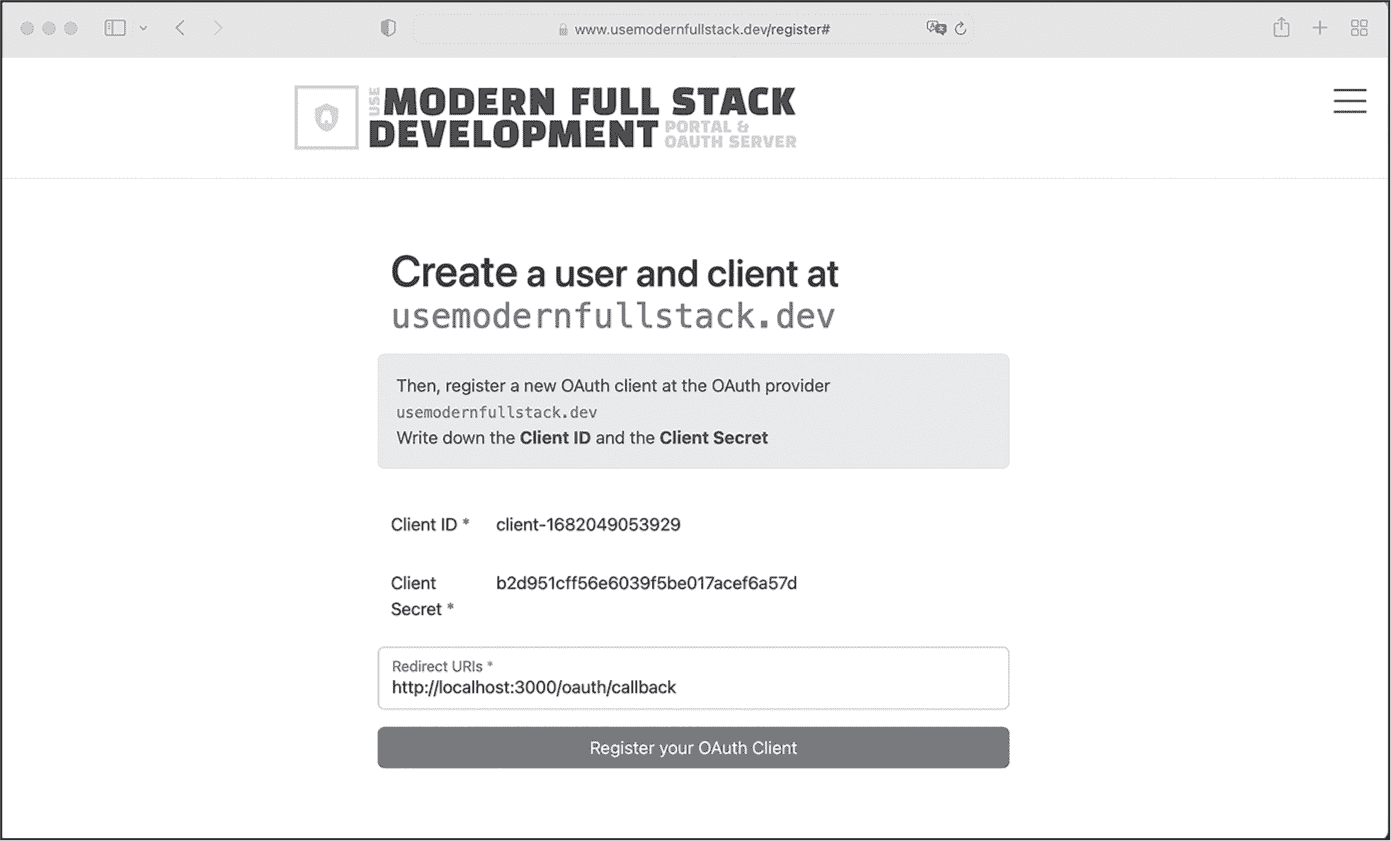 www.usemodernfullstack.dev/register#
USE MODERN FULL STACK
DEVELOPMENT PORTAL &
OAUTH SERVER
Create a user and client at
usemodernfullstack.dev
Then, register a new OAuth client at the OAuth provider
usemodernfullstack.dev
Write down the Client ID and the Client Secret
Client ID * client-1682049053929
Client b2d951cff56e6039f5be017acef6a57d
Secret *
Redirect URIs *
http://localhost:3000/oauth/callback
Register your OAuth Client